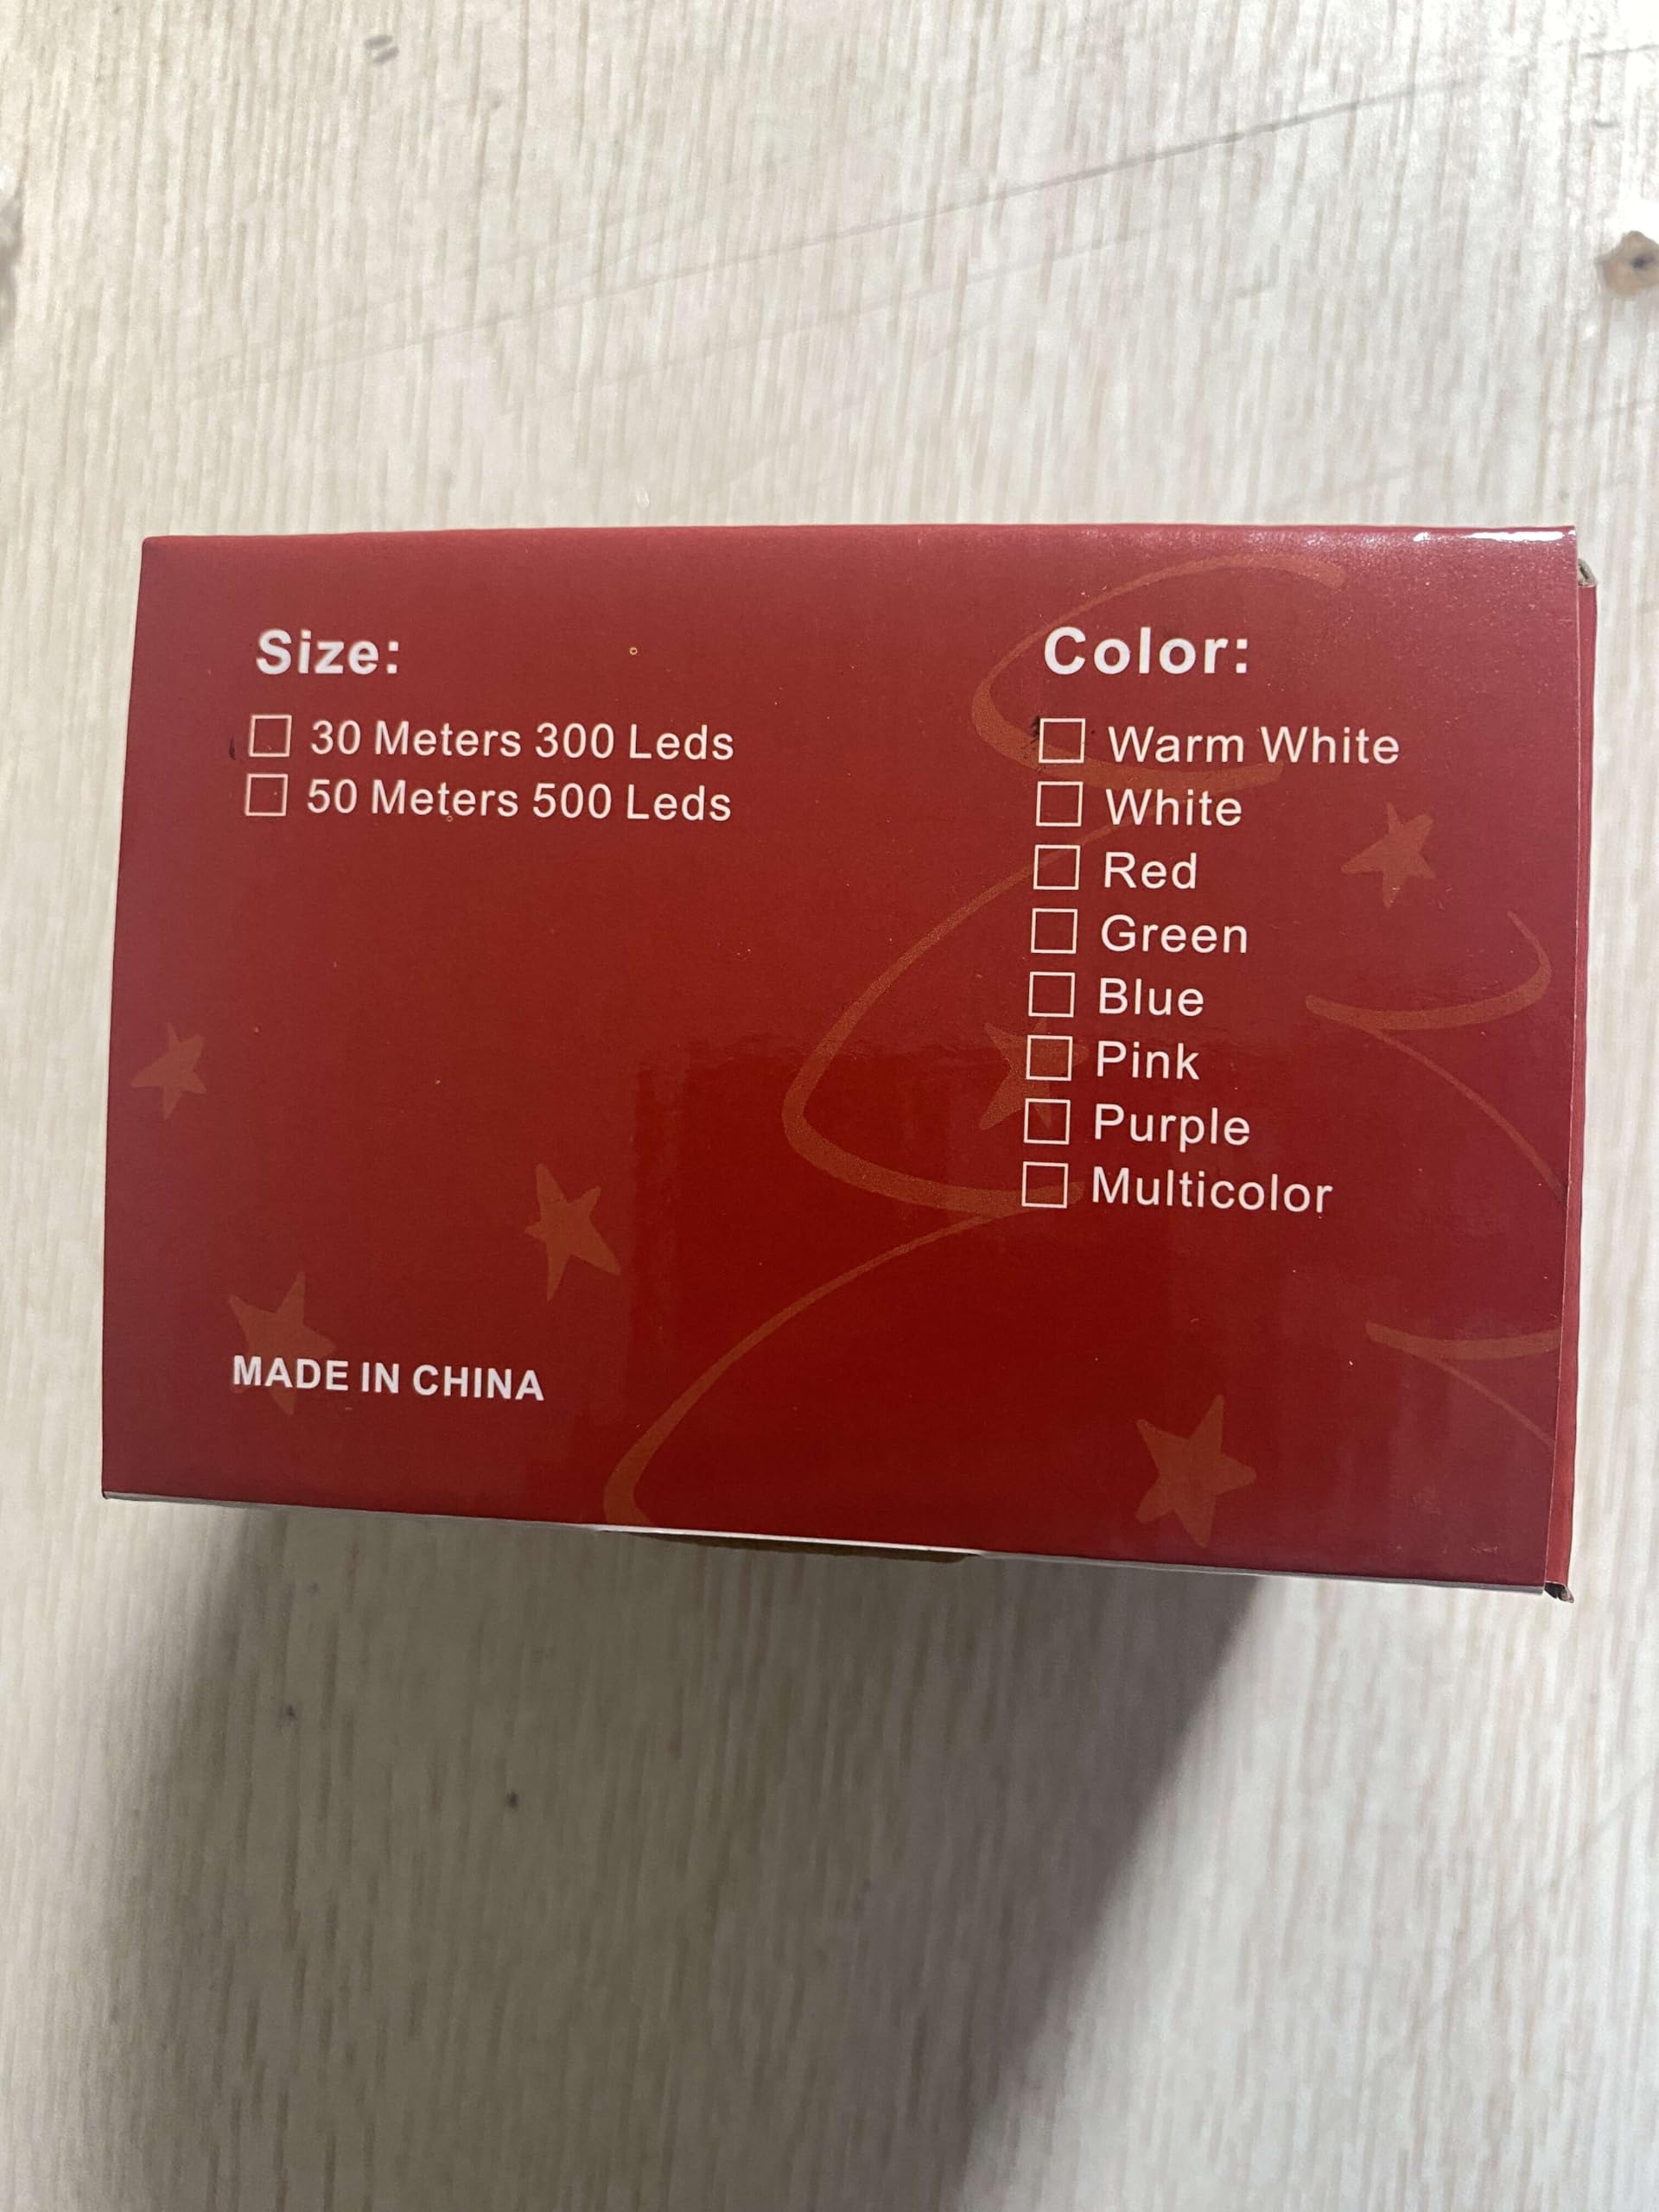 Size:
30 Meters 300 Leds
50 Meters 500 Leds
MADE IN CHINA
Color:
Warm White
White
Red
Green
Blue
Pink
Purple
Multicolor